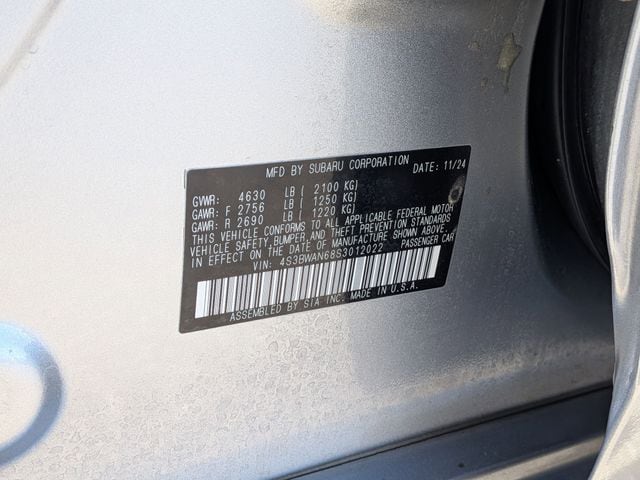 MFD BY SUBARU CORPORATION DATE: 11/24
GVWR: 4630 LB ( 2100 KG)
GAWR: F 2756 LB ( 1250 KG)
GAWR: R 2690 LB ( 1220 KG)
THIS VEHICLE CONFORMS TO ALL APPLICABLE FEDERAL MOTOR
VEHICLE SAFETY, BUMPER, AND THEFT PREVENTION STANDARDS
IN EFFECT ON THE DATE OF MANUFACTURE SHOWN ABOVE.
VIN: 4S3BWAN68S3012022 PASSENGER CAR
ASSEMBLED BY SIA INC. MADE IN U.S.A.